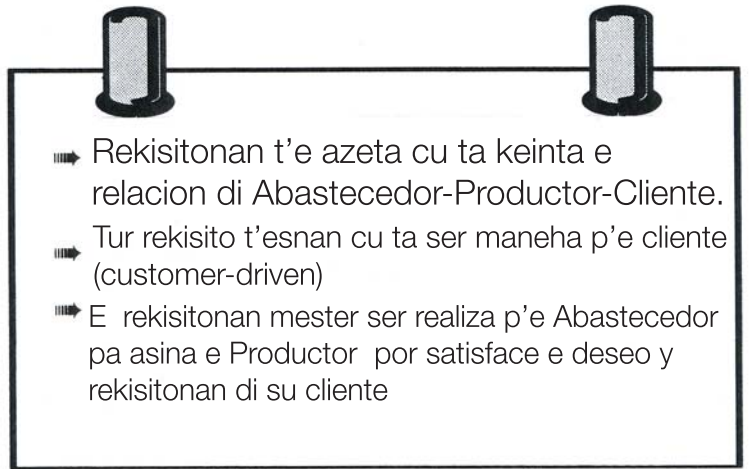 Rekisitonan t'e azeta cu ta keinta e
relacion di Abastecedor-Productor-Cliente.
Tur rekisito t'esnan cu ta ser maneha p'e cliente
(customer-driven)
E rekisitonan mester ser realiza p'e Abastecedor
pa asina e Productor por satisface e deseo y
rekisitonan di su cliente